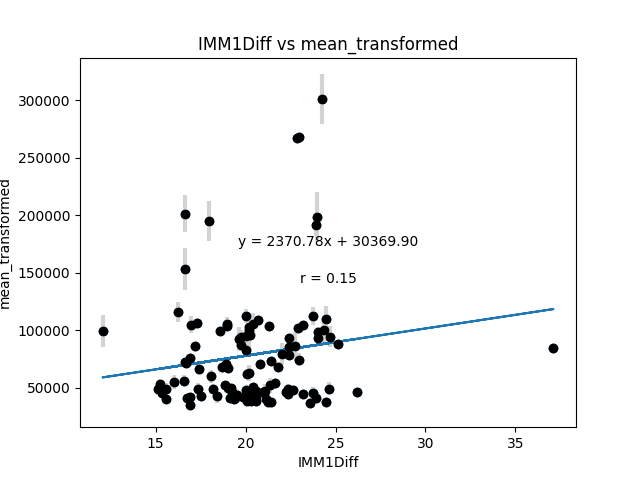 IMM1Diff vs mean_transformed
mean_transformed
300000
250000
200000
150000
100000
50000
y = 2370.78x + 30369.90
r = 0.15
15 20 25 30 35
IMM1Diff